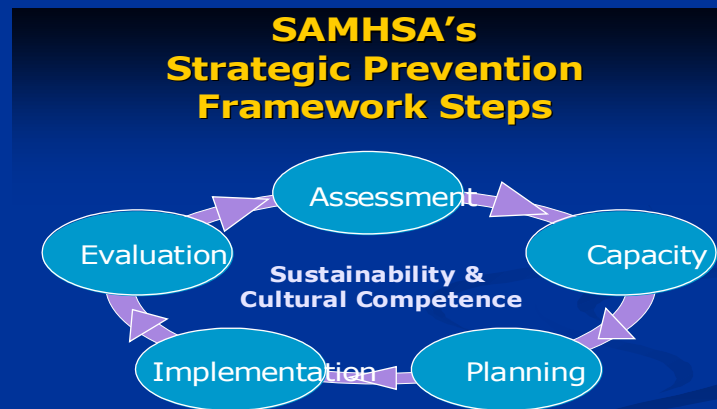 SAMHSA’s
Strategic Prevention
Framework Steps
Assessment
Evaluation
Capacity
Sustainability &
Cultural Competence
Implementation
Planning